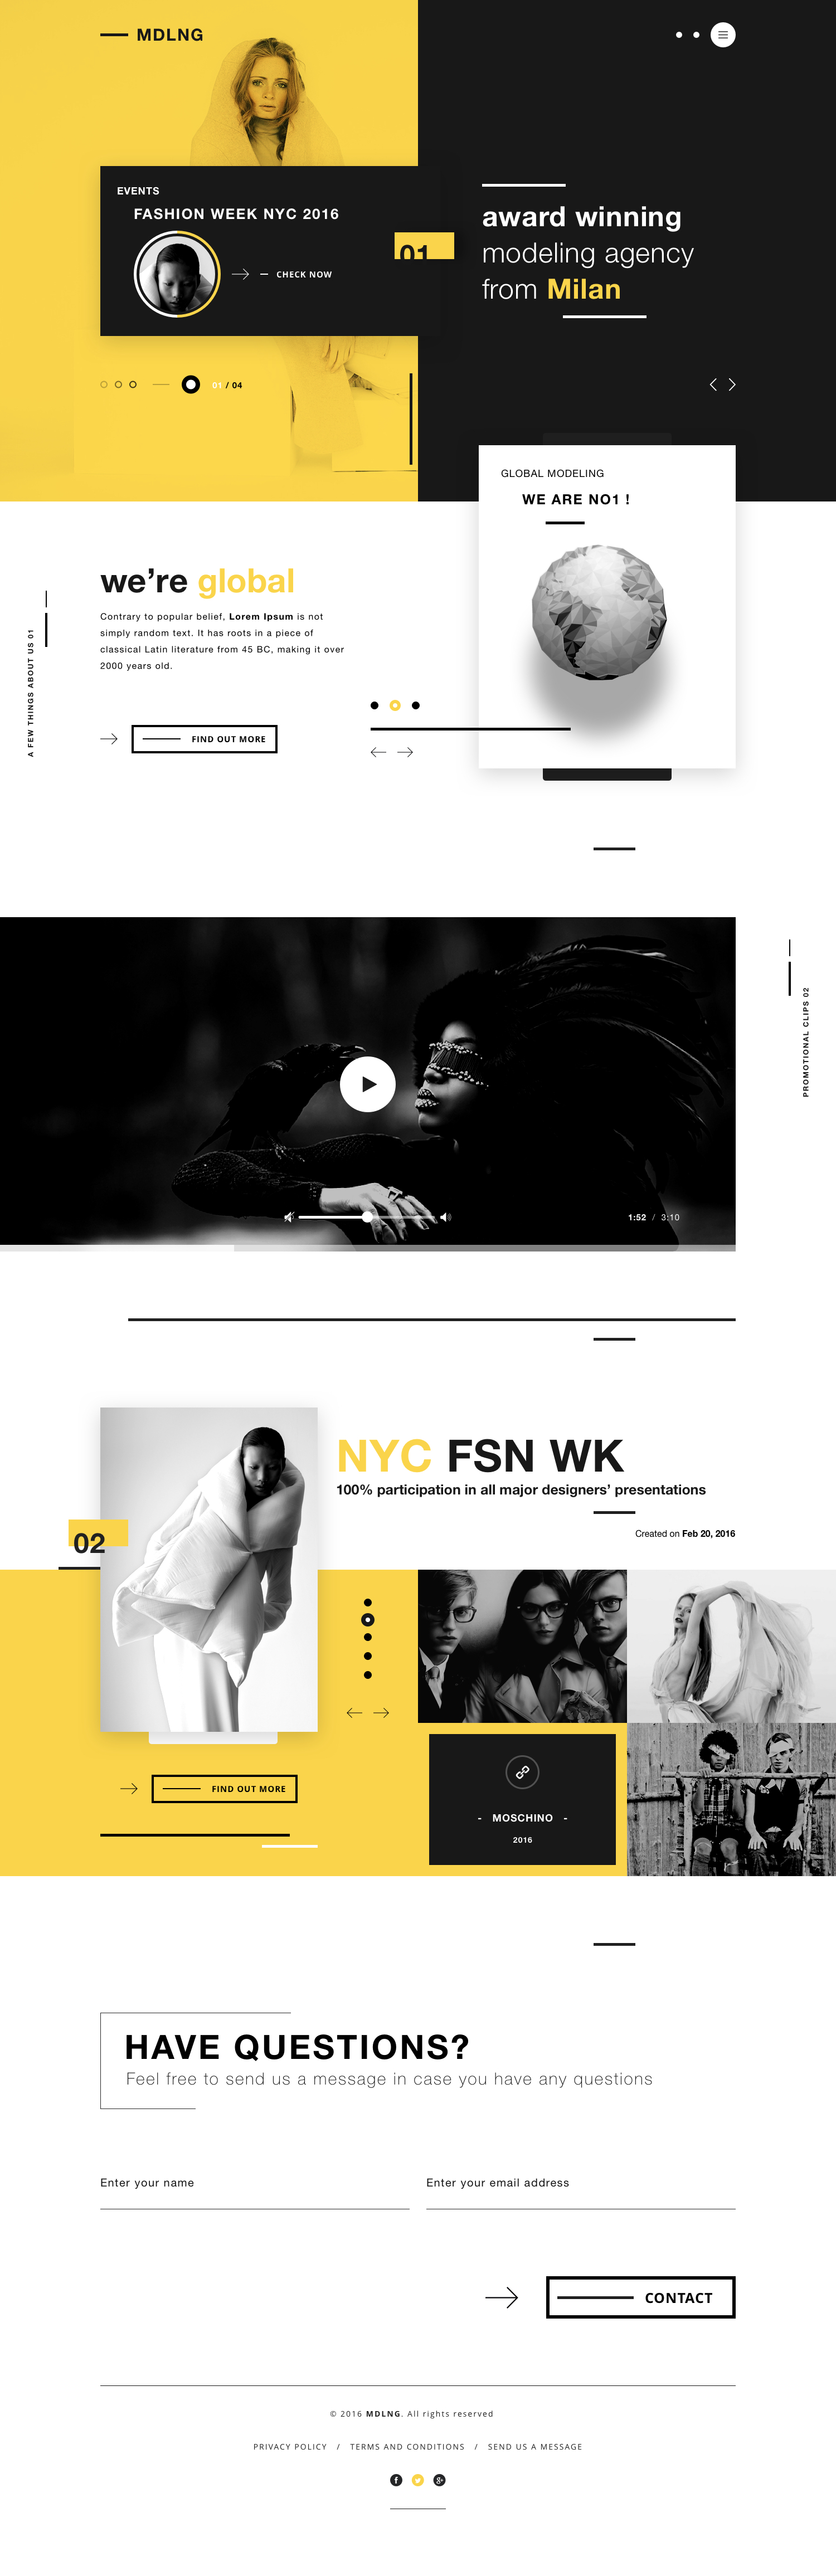 MDLNG
EVENTS
FASHION WEEK NYC 2016
CHECK NOW
01
01 / 04
award winning
modeling agency
from Milan
GLOBAL MODELING
WE ARE NO1 !
we’re global
Contrary to popular belief, Lorem Ipsum is not
simply random text. It has roots in a piece of
classical Latin literature from 45 BC, making it over
2000 years old.
FIND OUT MORE
A FEW THINGS ABOUT US 01
PROMOTIONAL CLIPS 02
1:52 / 3:10
NYC FSN WK
100% participation in all major designers’ presentations
Created on Feb 20, 2016
02
FIND OUT MORE
- MOSCHINO -
2016
HAVE QUESTIONS?
Feel free to send us a message in case you have any questions
Enter your name
Enter your email address
CONTACT
© 2016 MDLNG. All rights reserved
PRIVACY POLICY / TERMS AND CONDITIONS / SEND US A MESSAGE